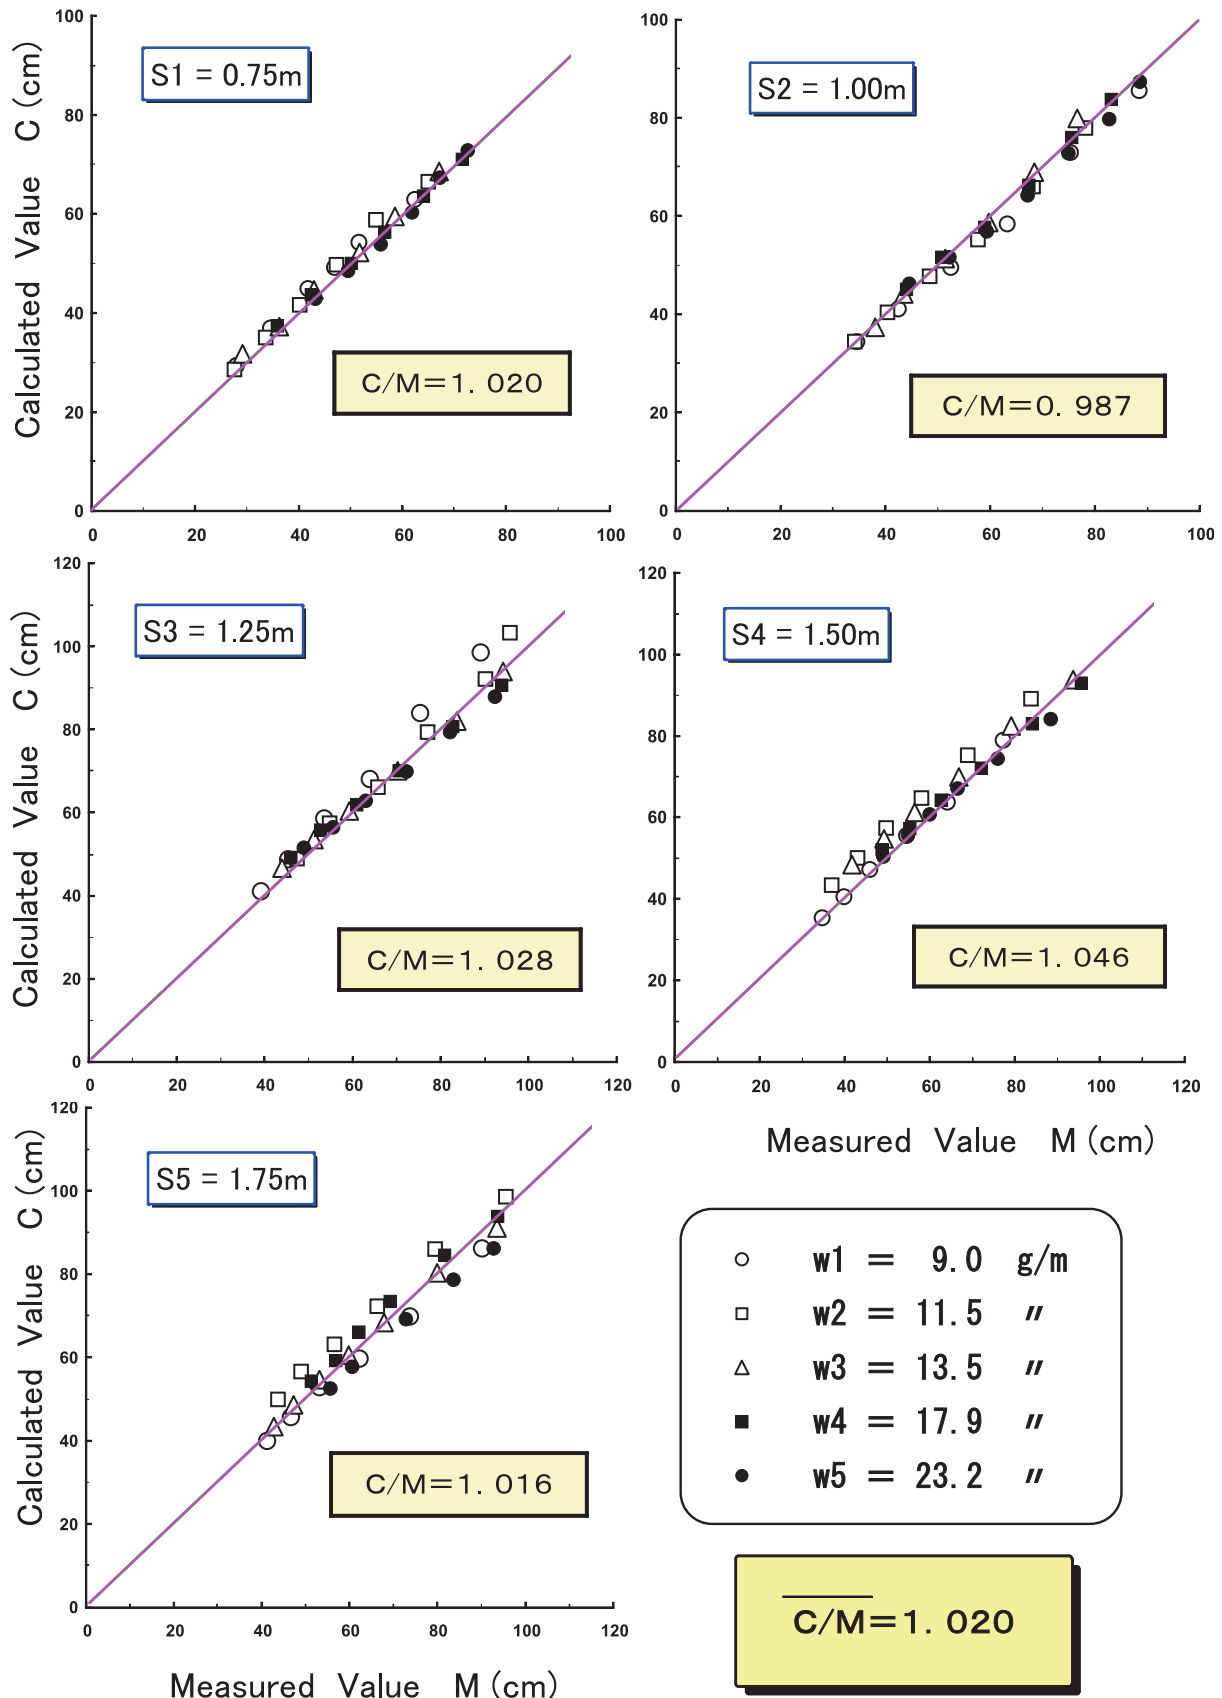 Calculated Value C (cm)
100
80
60
40
20
0
S1 = 0.75m
C/M=1. 020
0 20 40 60 80 100
100
80
60
40
20
0
S2 = 1.00m
C/M=0. 987
0 20 40 60 80 100
Calculated Value C (cm)
120
100
80
60
40
20
0
S3 = 1.25m
C/M=1. 028
0 20 40 60 80 100 120
120
100
80
60
40
20
0
S4 = 1.50m
C/M=1. 046
0 20 40 60 80 100 120
Measured Value M (cm)
Calculated Value C (cm)
120
100
80
60
40
20
0
S5 = 1.75m
C/M=1. 016
0 20 40 60 80 100 120
Measured Value M (cm)
w1 = 9.0 g/m
w2 = 11.5 〃
w3 = 13.5 〃
w4 = 17.9 〃
w5 = 23.2 〃
C/M=1. 020